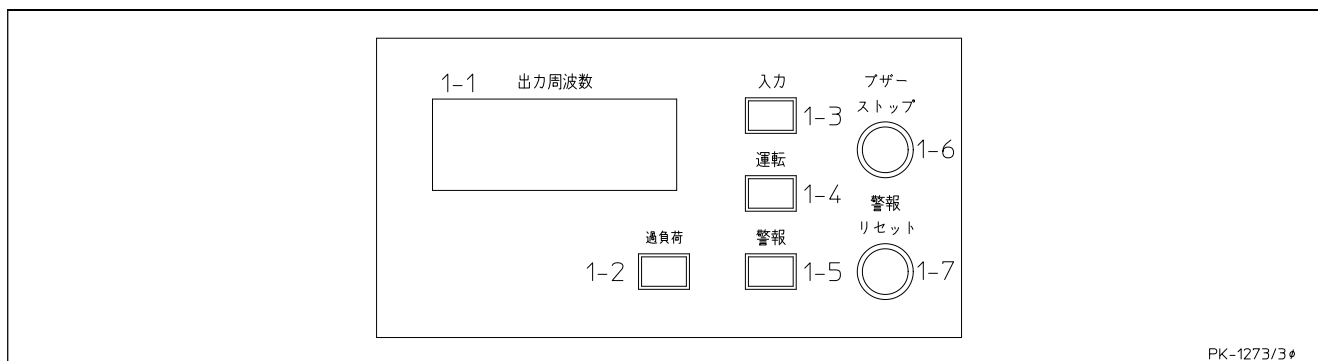 1-1 出力周波数
入力
ブザー
ストップ
1-3
1-6
運転
1-4
警報
リセット
過負荷
警報
1-2
1-5
1-7
PK-1273/3φ